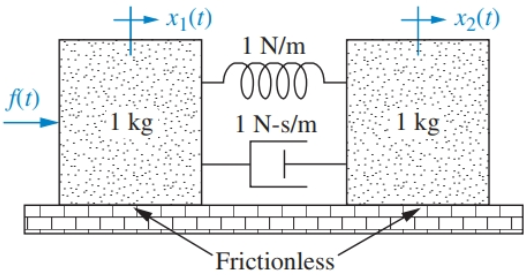 x₁(t)
x₂(t)
1 N/m
f(t)
1 kg
1 N-s/m
1 kg
Frictionless